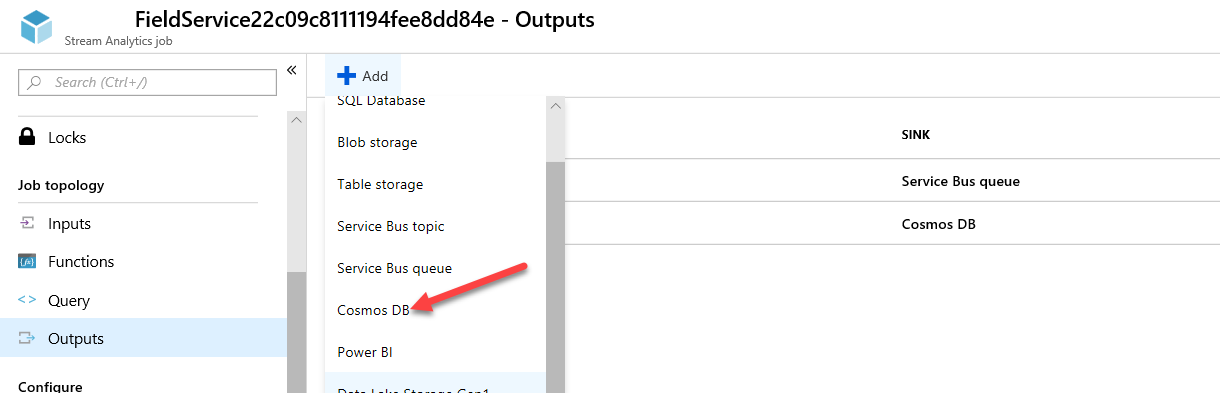 FieldService22c09c8111194fee8dd84e - Outputs
Stream Analytics job
Search (Ctrl+/)
Locks
Job topology
Inputs
Functions
Query
Outputs
Configure
Add
SQL Database
Blob storage
Table storage
Service Bus topic
Service Bus queue
Cosmos DB
Power BI
Data Lake Storage Gen1
SINK
Service Bus queue
Cosmos DB